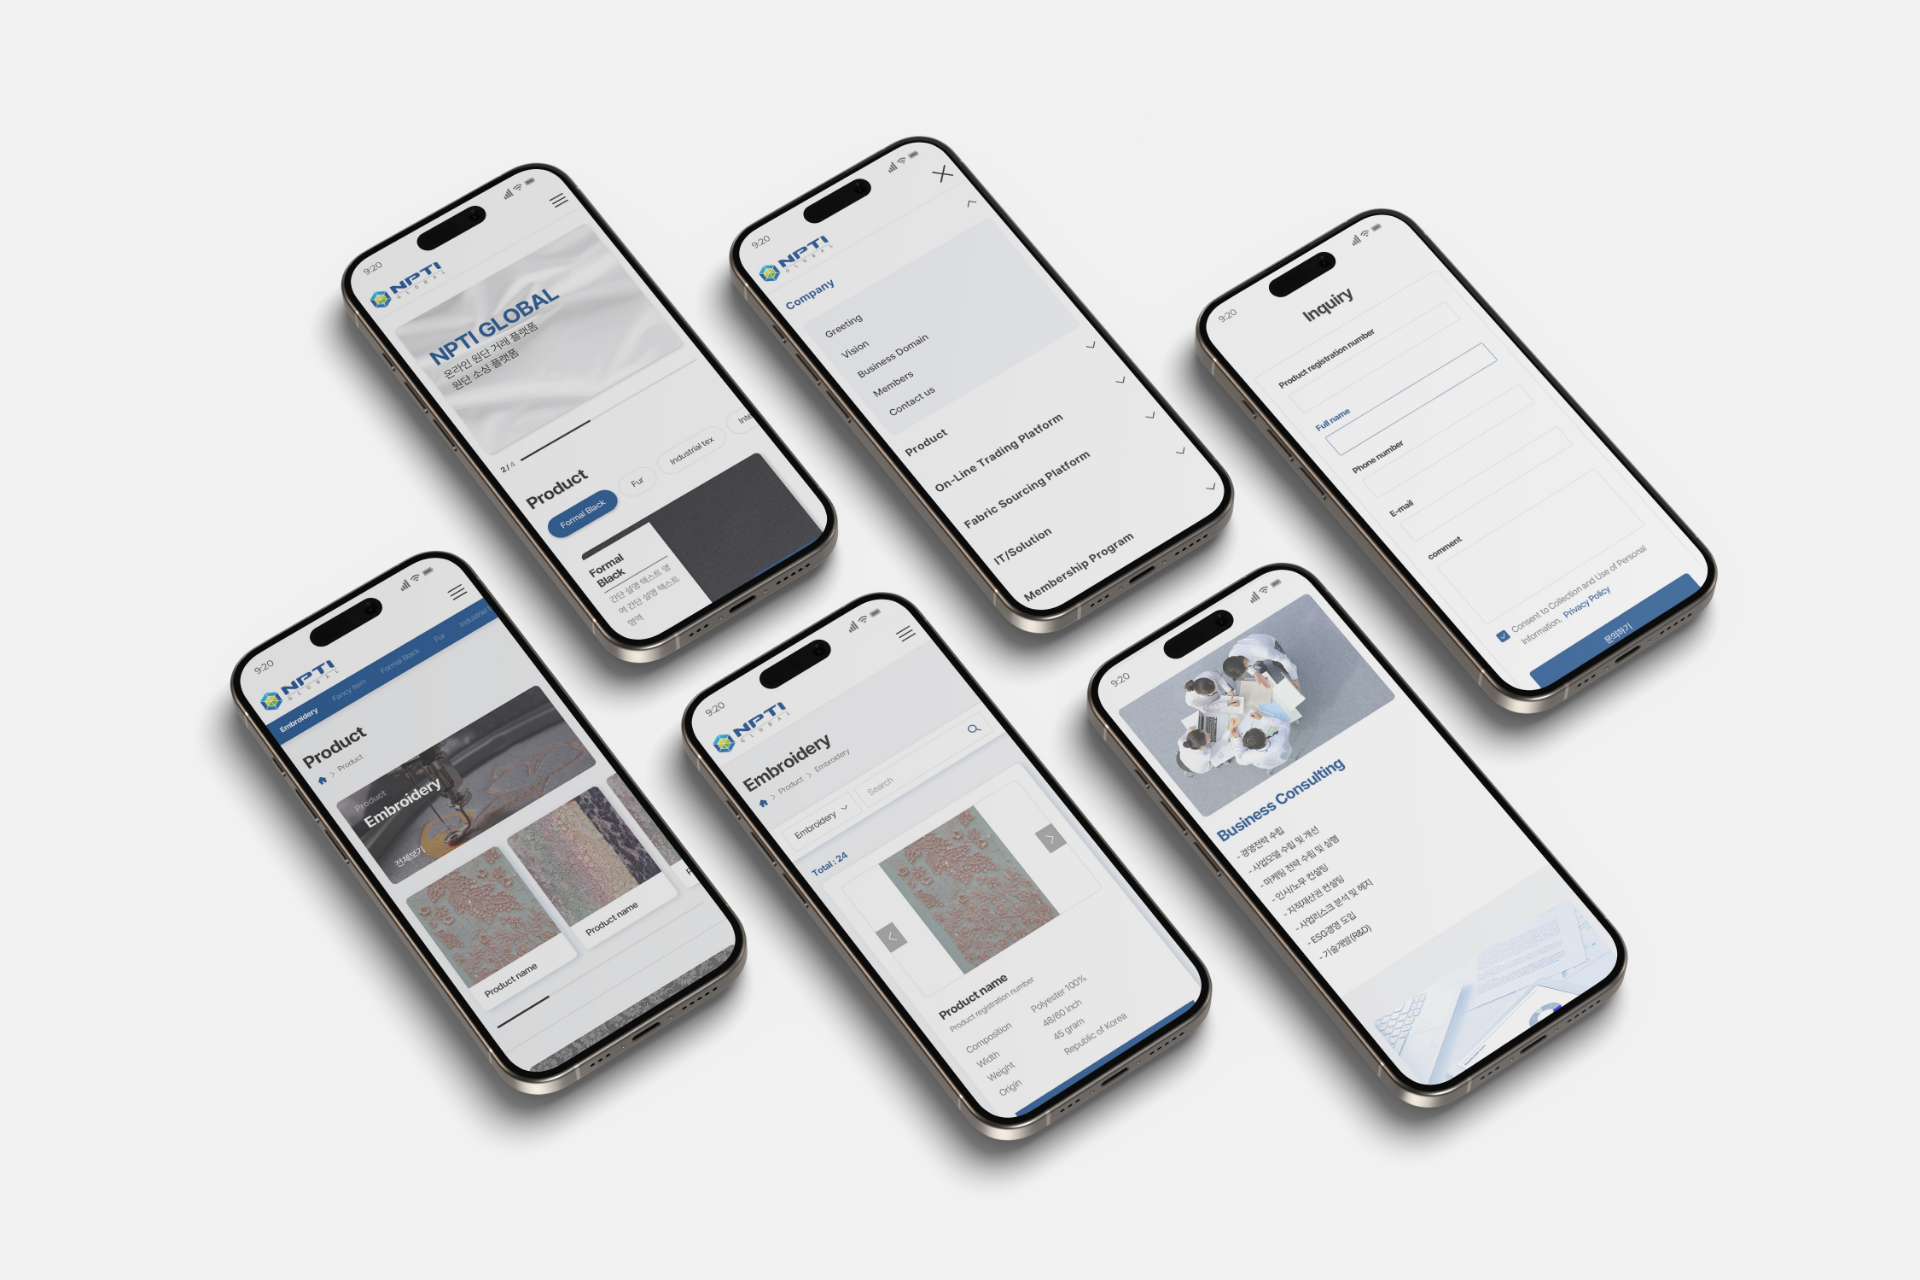 9:20
NPTI
GLOBAL
NPTI GLOBAL
온라인 원단 거래 플랫폼
원단 소싱 플랫폼
2 / 4
Product
Formal Black
Fur
Industrial tex
Inte
Formal
Black
간단 설명 텍스트 영
역 간단 설명 텍스트
영역
9:20
NPTI
GLOBAL
Company
Greeting
Vision
Business Domain
Members
Contact us
Product
On-Line Trading Platform
Fabric Sourcing Platform
IT/Solution
Membership Program
9:20
Inquiry
Product registration number
Full name
Phone number
E-mail
comment
Consent to Collection and Use of Personal
Information. Privacy Policy
문의하기
9:20
NPTI
GLOBAL
Embroidery
Fancy item
Formal Black
Fur
Industrial
Product
> Product
Product
Embroidery
전체보기
Product name
Product name
P
9:20
NPTI
GLOBAL
Embroidery
> Product > Embroidery
Embroidery
Search
Total : 24
Product name
Product registration number
Composition Polyester 100%
Width 48/60 inch
Weight 45 gram
Origin Republic of Korea
9:20
Business Consulting
- 경영전략 수립
- 사업모델 수립 및 개선
- 마케팅 전략 수립 및 실행
- 인사/노무 컨설팅
- 지적재산권 컨설팅
- 사업리스크 분석 및 헤지
- ESG경영 도입
- 기술개발(R&D)